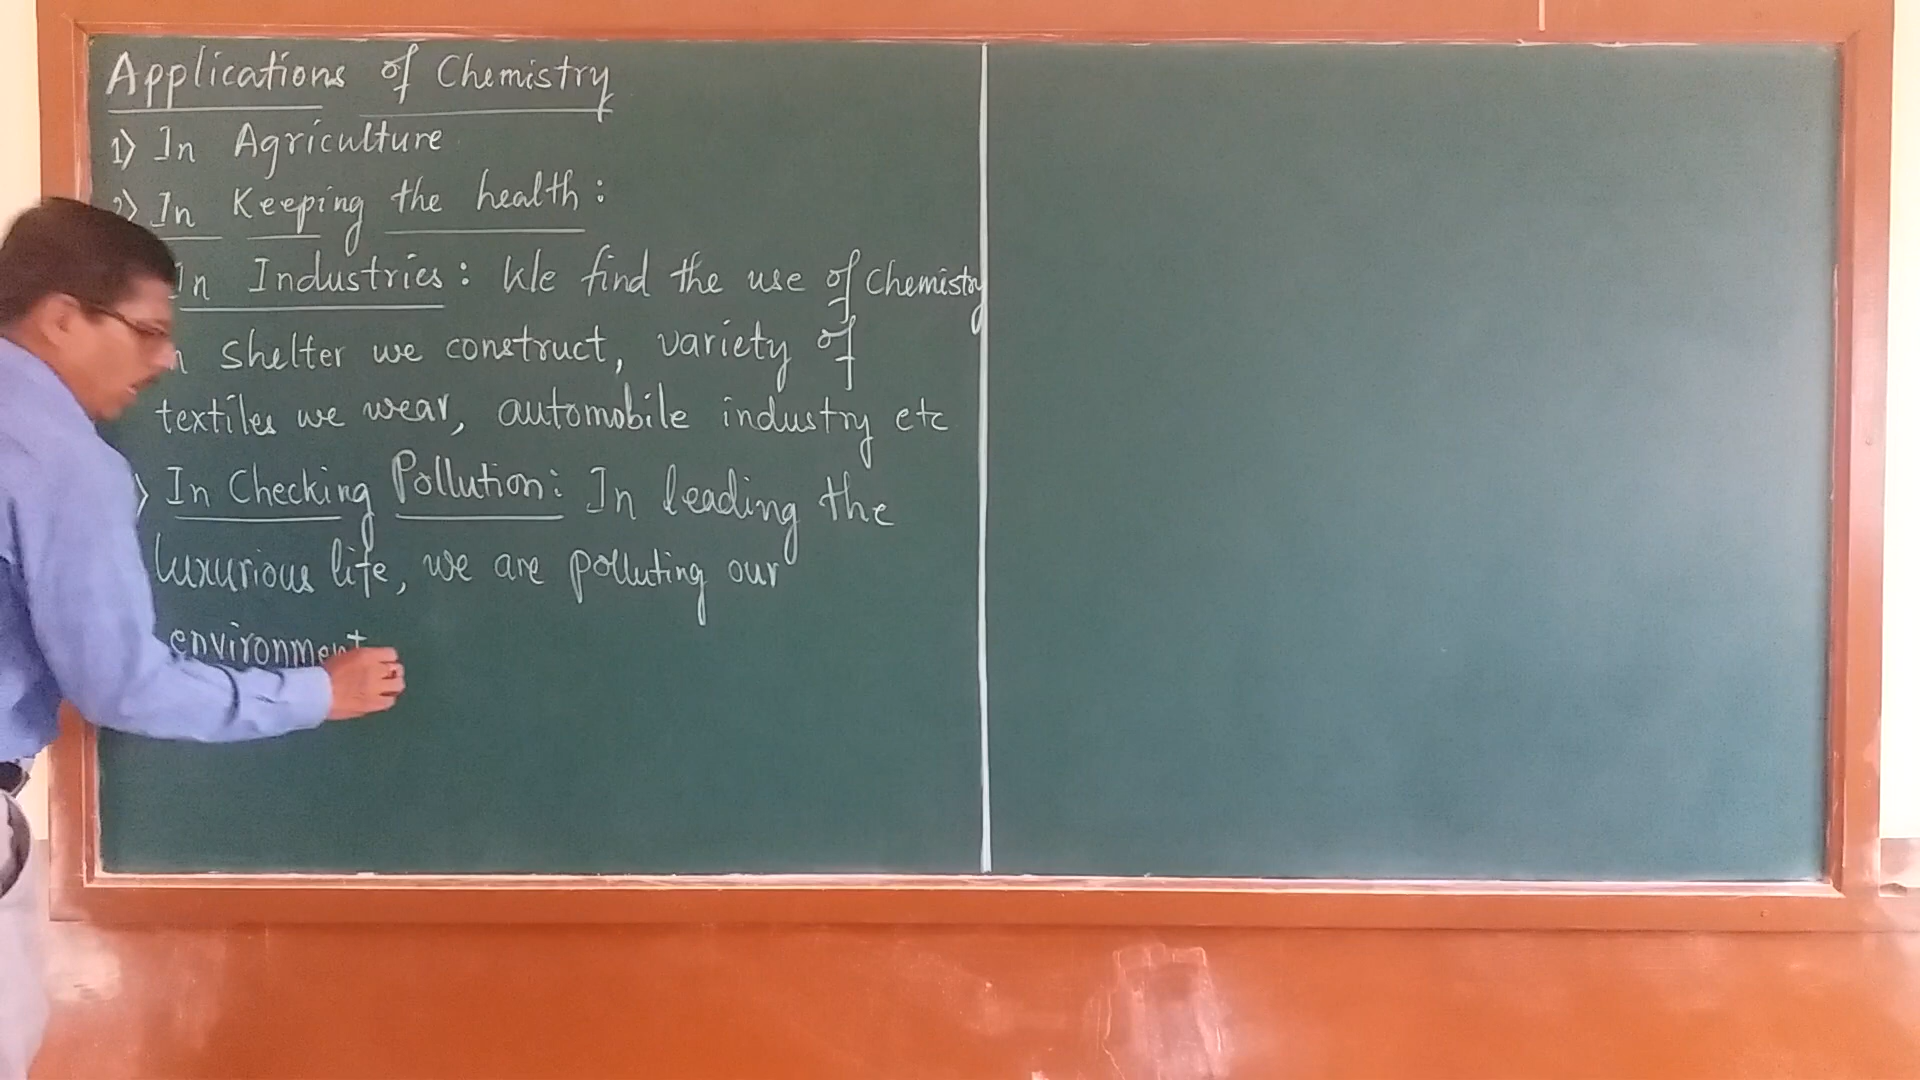 Applications of Chemistry
1) In Agriculture
2) In Keeping the health:
In Industries: We find the use of Chemistry
shelter we construct, variety of
textiles we wear, automobile industry etc
) In Checking Pollution: In leading the
luxurious life, we are polluting our
environment